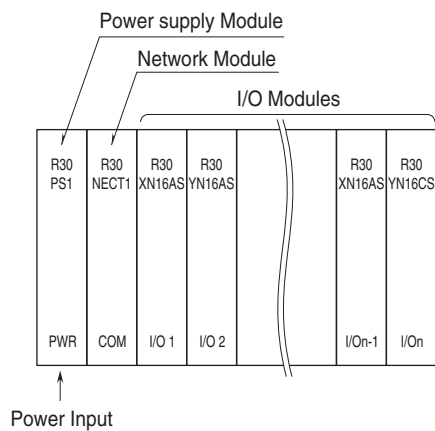 Power supply Module
Network Module
I/O Modules
R30
PS1
R30
NECT1
R30
XN16AS
R30
YN16AS
R30
XN16AS
R30
YN16CS
PWR
COM
I/O 1
I/O 2
I/On-1
I/On
Power Input